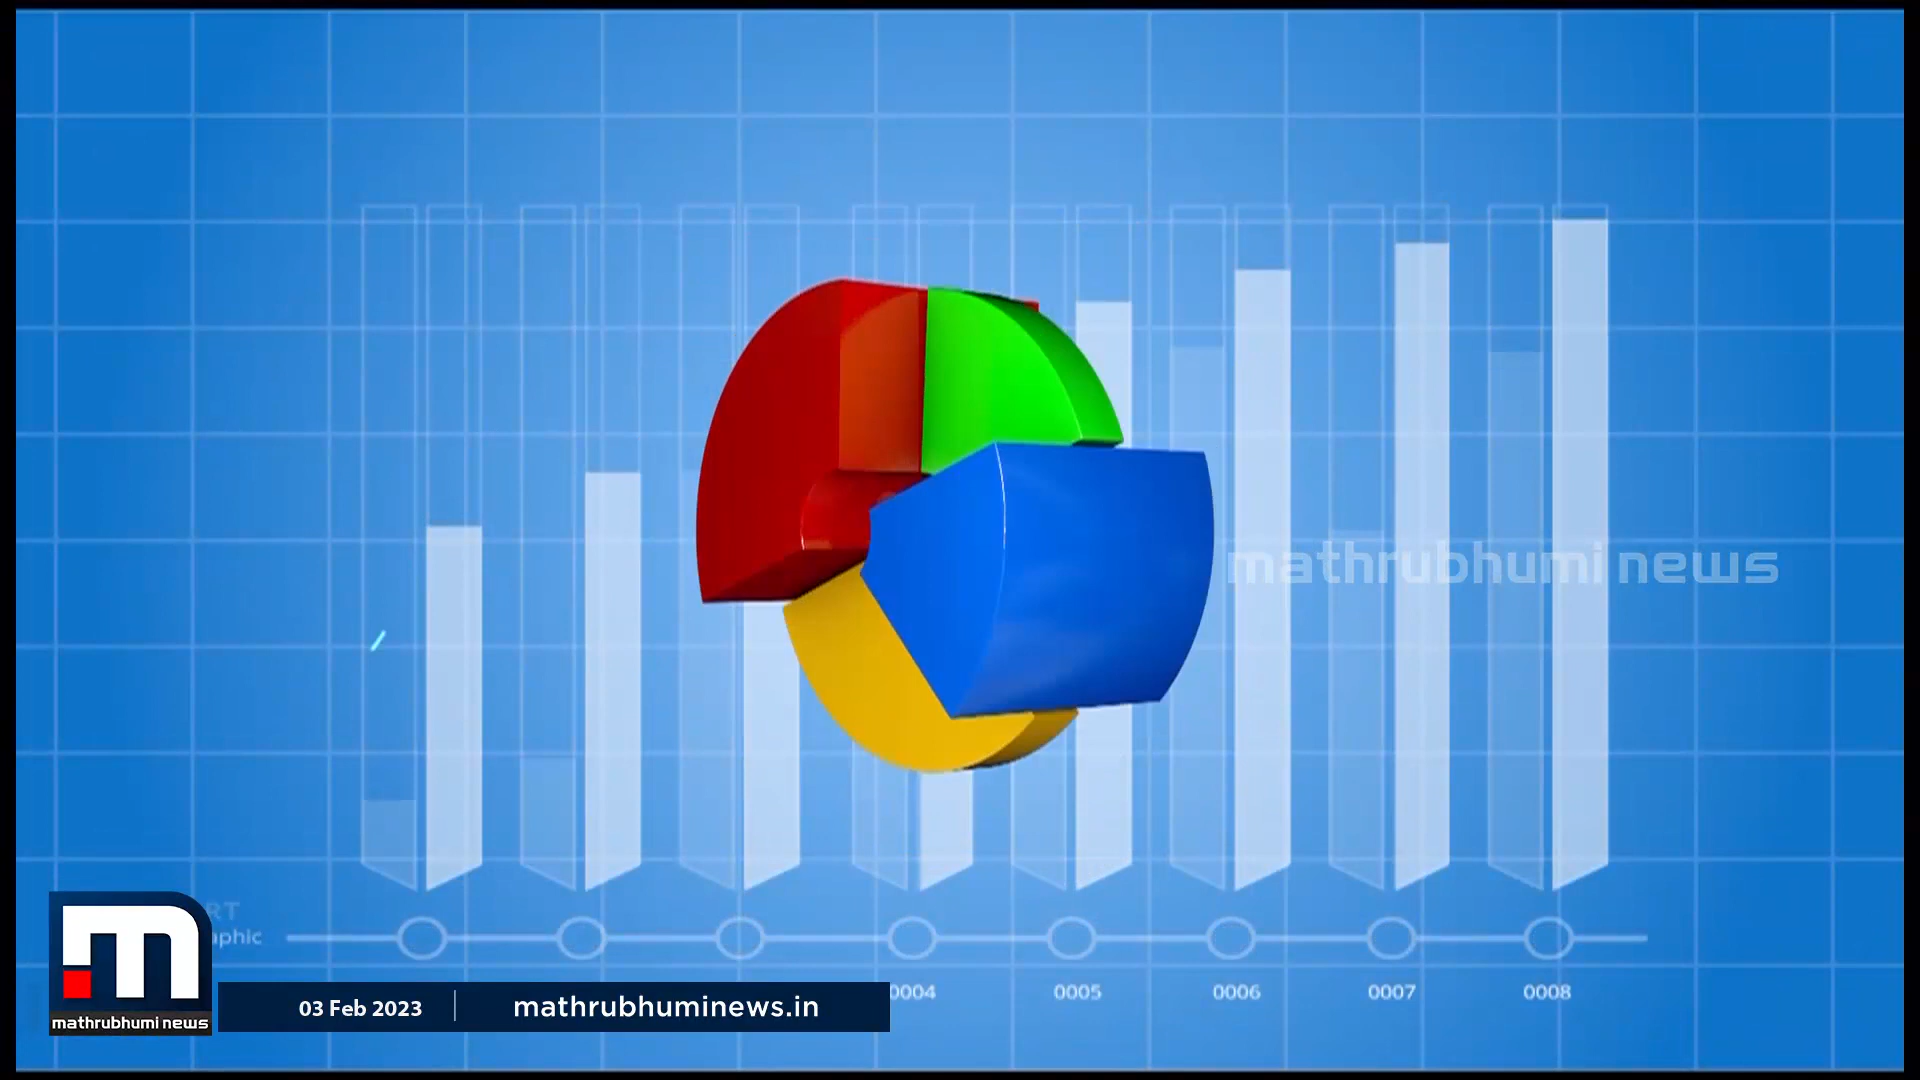 mathrubhumi news
0004 0005 0006 0007 0008
03 Feb 2023 mathrubhuminews.in
mathrubhumi news